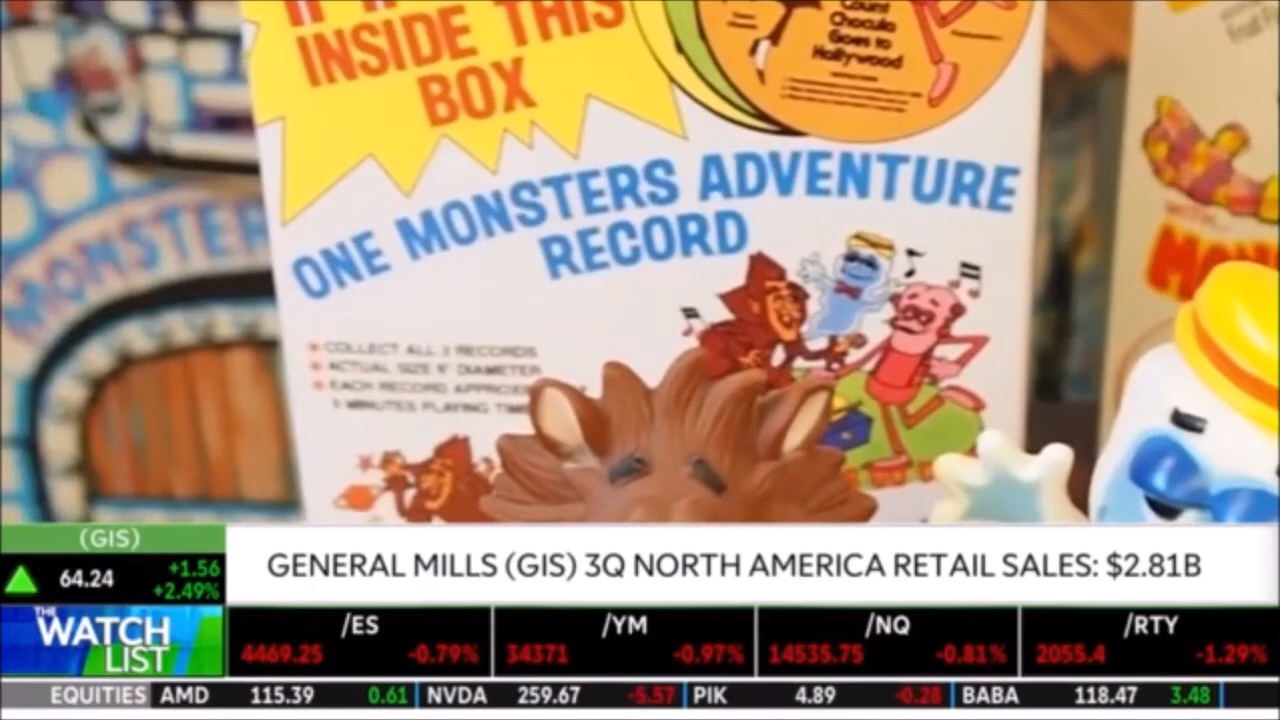 INSIDE THIS
BOX
Count
Chocula
Goes to
Hollywood
ONE MONSTERS ADVENTURE
RECORD
MONSTER
COLLECT ALL 3 RECORDS
ACTUAL SIZE 6" DIAMETER
EACH RECORD
5 MINUTES PLAYING TIME
(GIS)
64.24
+1.56
+2.49%
GENERAL MILLS (GIS) 3Q NORTH AMERICA RETAIL SALES: $2.81B
THE
WATCH
LIST
/ES
4469.25 -0.79%
/YM
34371 -0.97%
/NQ
14535.75 -0.81%
/RTY
2055.4 -1.29%
EQUITIES AMD 115.39 0.61 NVDA 259.67 -5.57 PIK 4.89 -0.28 BABA 118.47 3.48